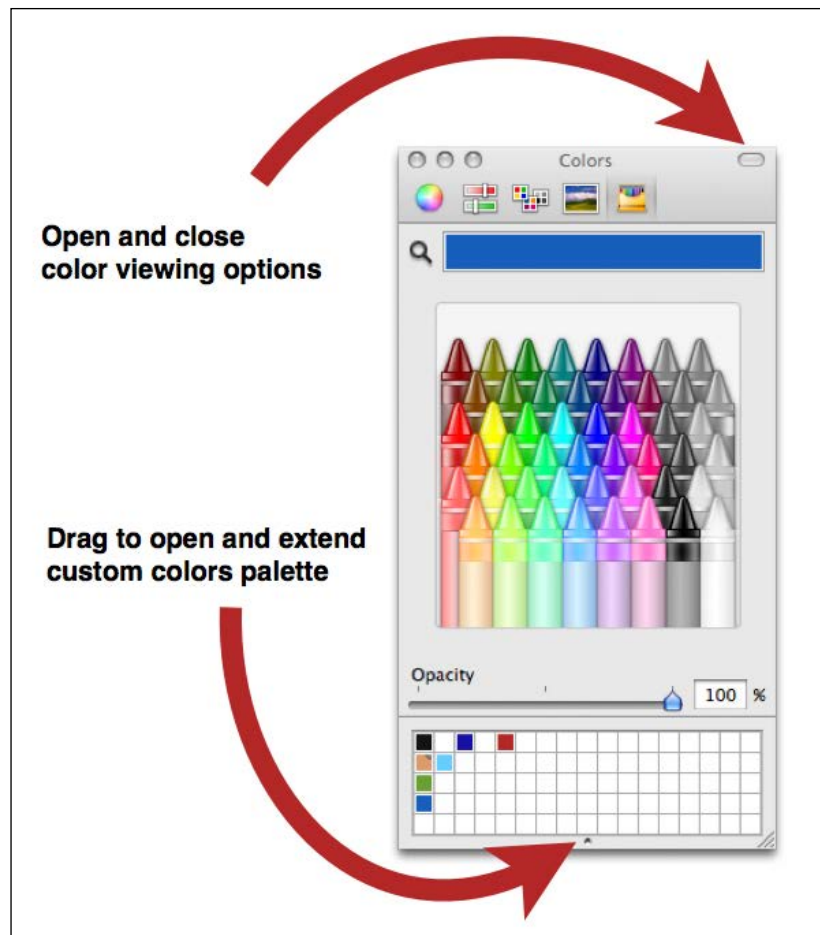 Colors
Open and close
color viewing options
Drag to open and extend
custom colors palette
Opacity
100 %